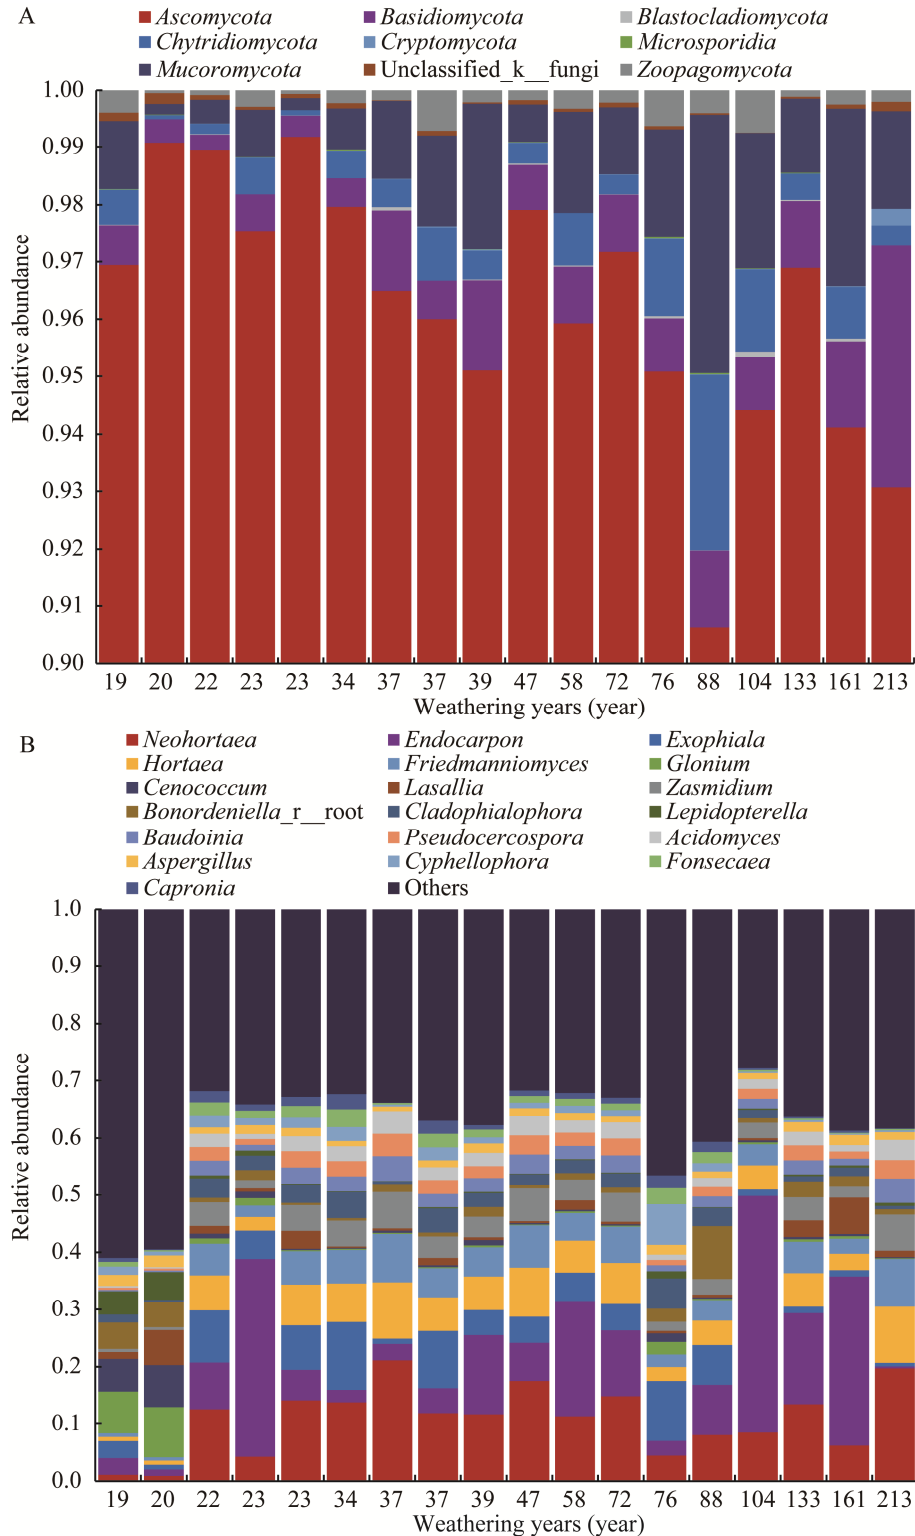 A
Ascomycota Basidiomycota Blastocladiomycota
Chytridiomycota Cryptomycota Microsporidia
Mucoromycota Unclassified_k__fungi Zoopagomycota
1.00
0.99
0.98
0.97
0.96
0.95
0.94
0.93
0.92
0.91
0.90
Relative abundance
19 20 22 23 23 34 37 37 39 47 58 72 76 88 104 133 161 213
Weathering years (year)
B
Neohortaea Endocarpon Exophiala
Hortaea Friedmanniomyces Glonium
Cenococcum Lasallia Zasmidium
Bonordeniella_r__root Cladophialophora Lepidopterella
Baudoinia Pseudocercospora Acidomyces
Aspergillus Cyphellophora Fonsecaea
Capronia Others
1.0
0.9
0.8
0.7
0.6
0.5
0.4
0.3
0.2
0.1
0.0
Relative abundance
19 20 22 23 23 34 37 37 39 47 58 72 76 88 104 133 161 213
Weathering years (year)